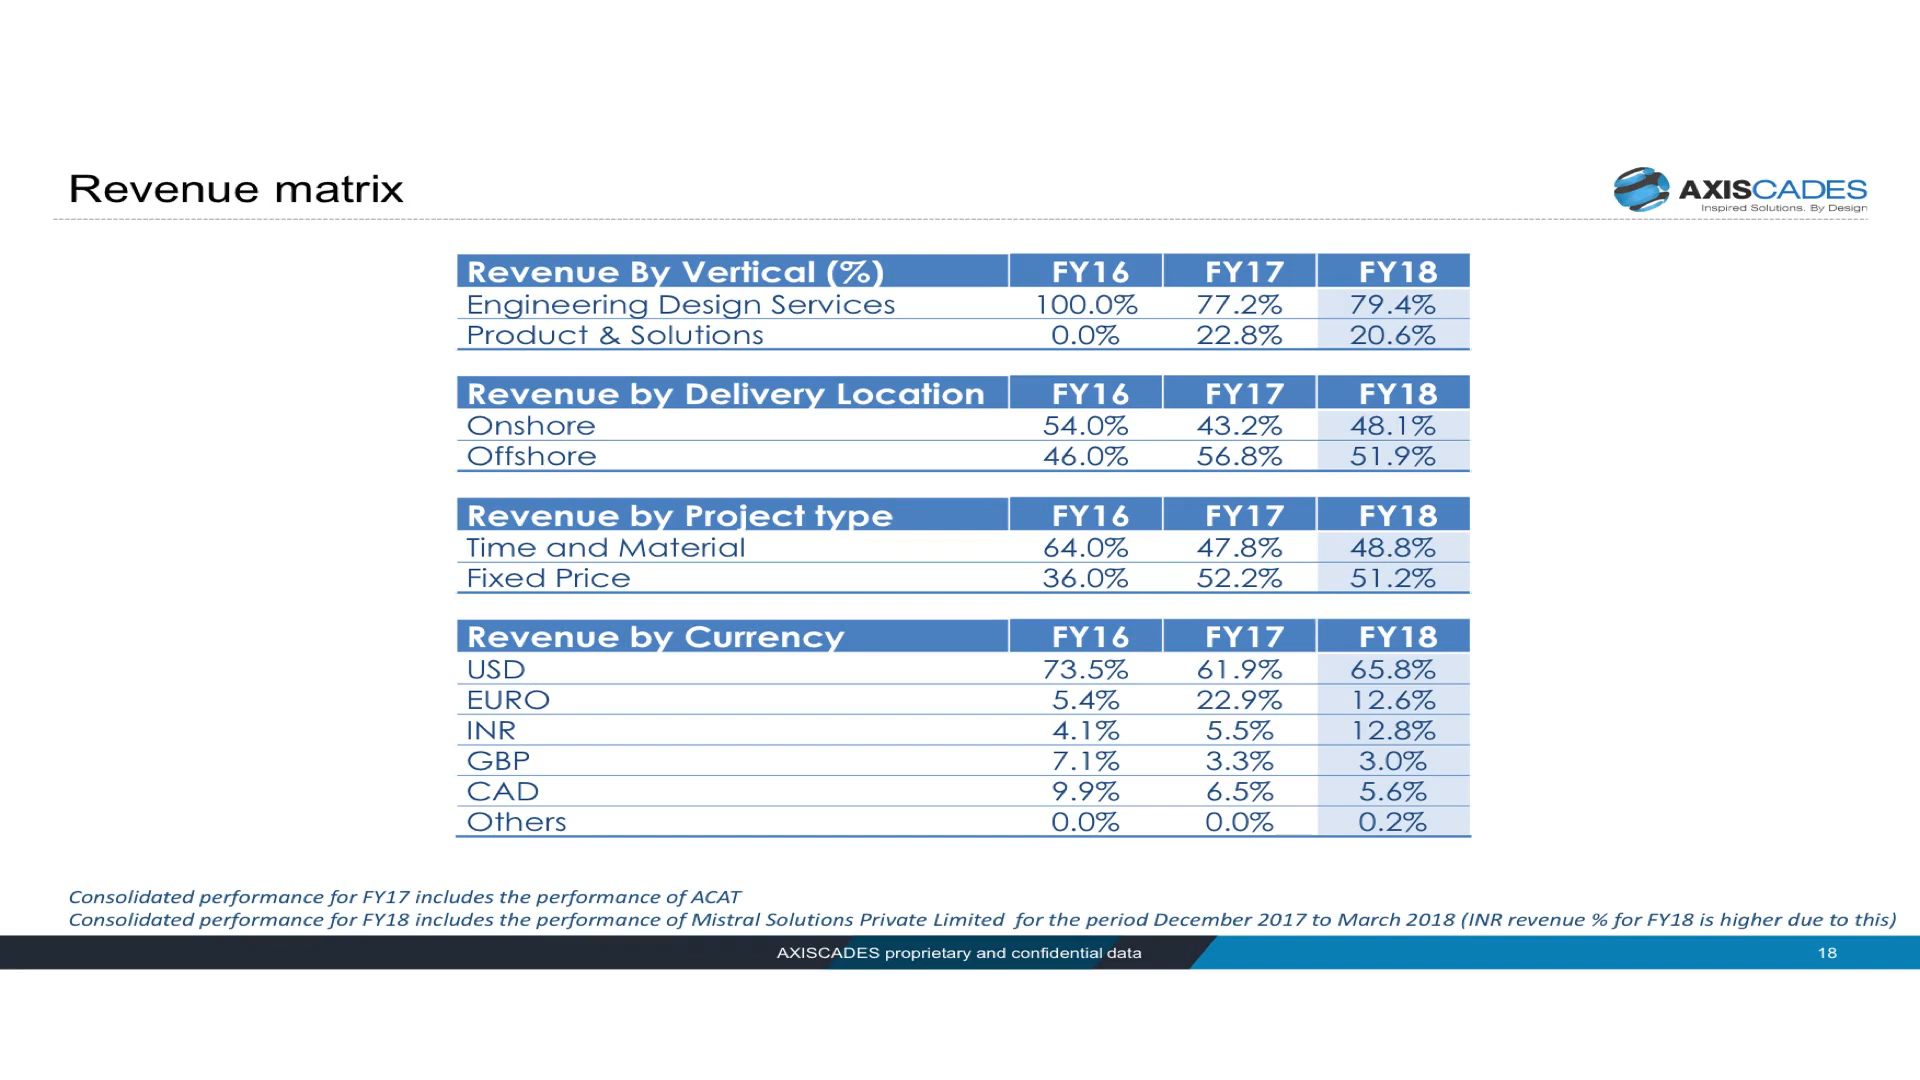 Revenue matrix
AXISCADES
Inspired Solutions. By Design
Revenue By Vertical (%) FY16 FY17 FY18
Engineering Design Services 100.0% 77.2% 79.4%
Product & Solutions 0.0% 22.8% 20.6%
Revenue by Delivery Location FY16 FY17 FY18
Onshore 54.0% 43.2% 48.1%
Offshore 46.0% 56.8% 51.9%
Revenue by Project type FY16 FY17 FY18
Time and Material 64.0% 47.8% 48.8%
Fixed Price 36.0% 52.2% 51.2%
Revenue by Currency FY16 FY17 FY18
USD 73.5% 61.9% 65.8%
EURO 5.4% 22.9% 12.6%
INR 4.1% 5.5% 12.8%
GBP 7.1% 3.3% 3.0%
CAD 9.9% 6.5% 5.6%
Others 0.0% 0.0% 0.2%
Consolidated performance for FY17 includes the performance of ACAT
Consolidated performance for FY18 includes the performance of Mistral Solutions Private Limited for the period December 2017 to March 2018 (INR revenue % for FY18 is higher due to this)
AXISCADES proprietary and confidential data 18